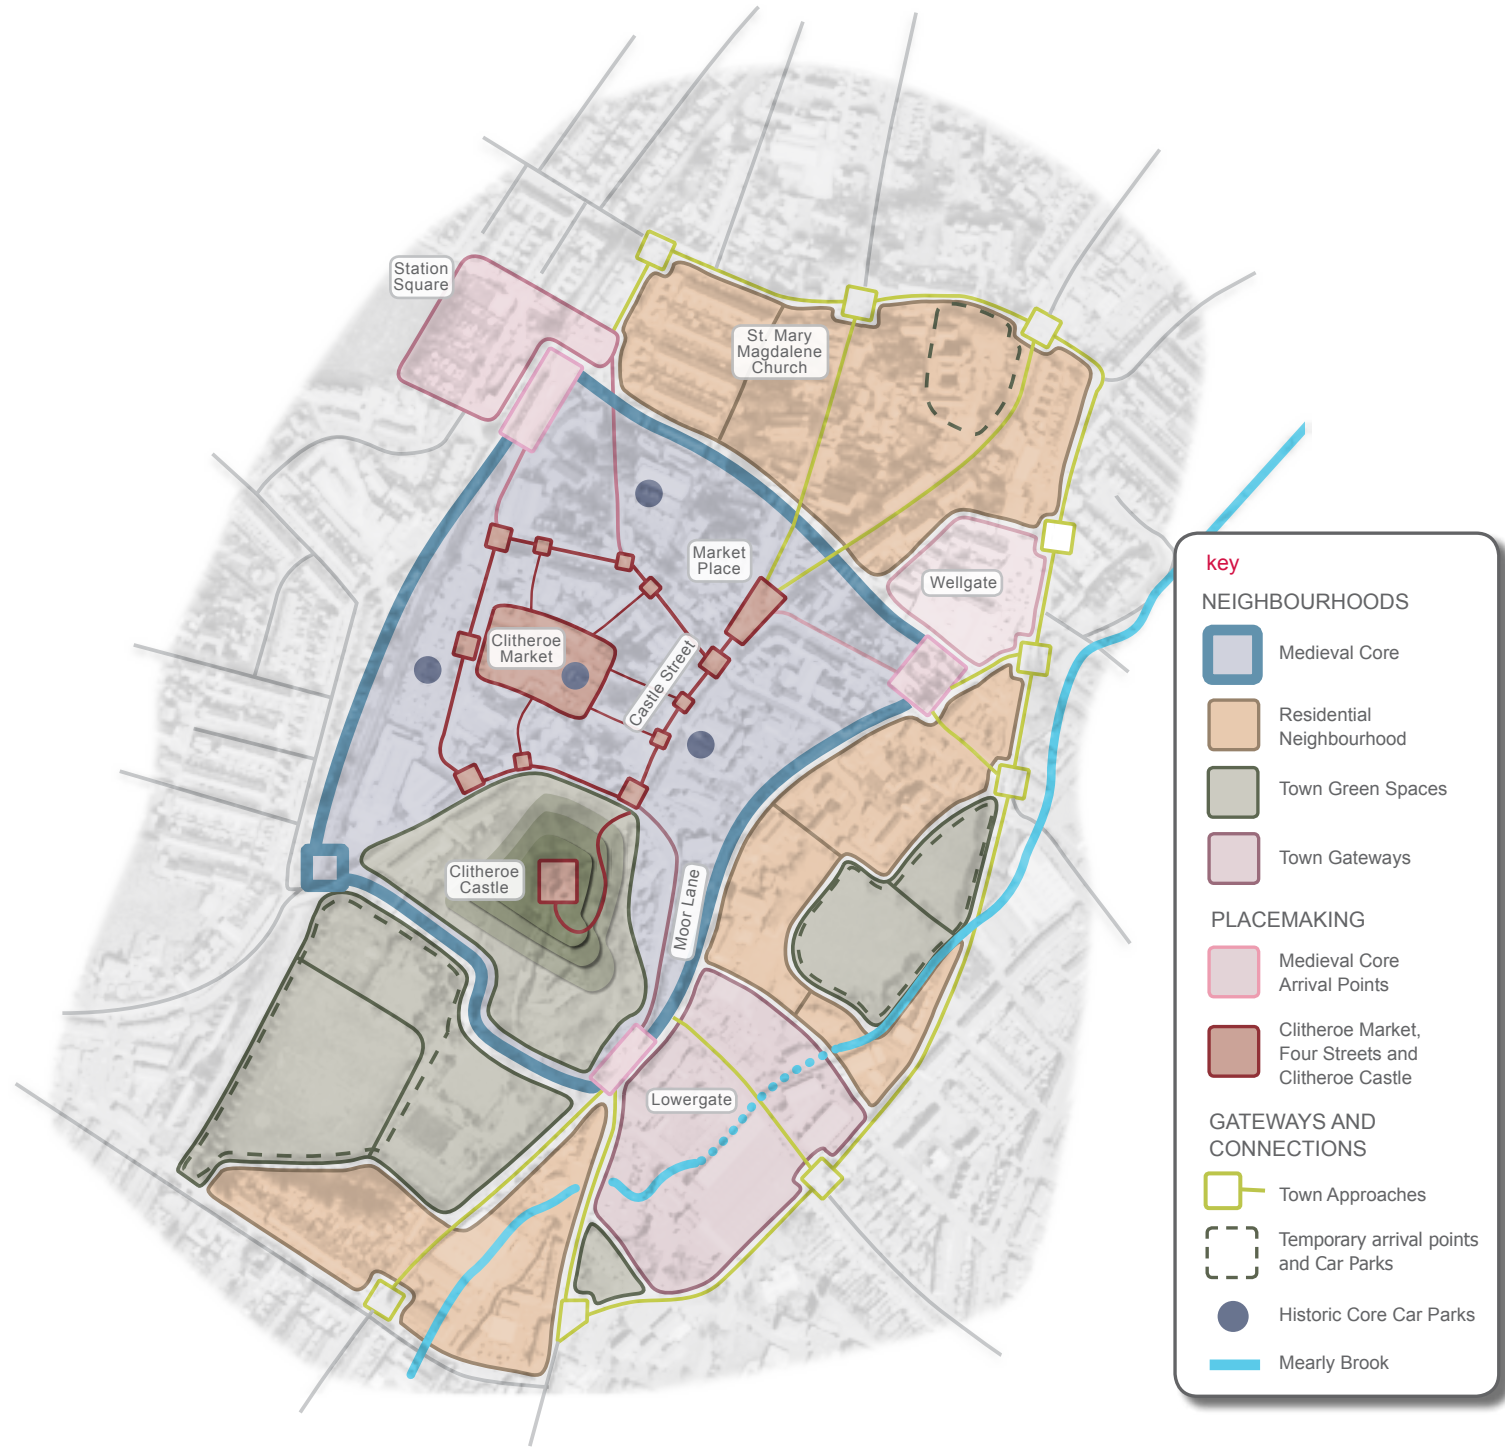 Station
Square
St. Mary
Magdalene
Church
Market
Place
Wellgate
Clitheroe
Market
Castle Street
Clitheroe
Castle
Moor Lane
Lowergate
key
NEIGHBOURHOODS
Medieval Core
Residential
Neighbourhood
Town Green Spaces
Town Gateways
PLACEMAKING
Medieval Core
Arrival Points
Clitheroe Market,
Four Streets and
Clitheroe Castle
GATEWAYS AND
CONNECTIONS
Town Approaches
Temporary arrival points
and Car Parks
Historic Core Car Parks
Mearly Brook